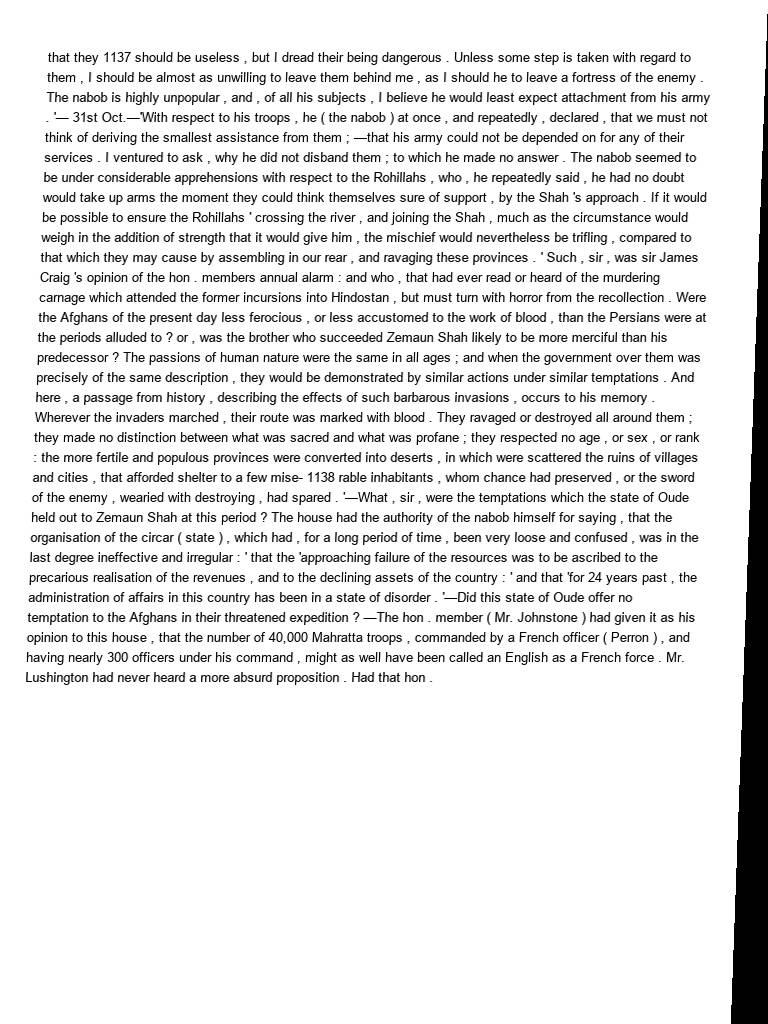 that they 1137 should be useless , but I dread their being dangerous . Unless some step is taken with regard to
them , I should be almost as unwilling to leave them behind me , as I should he to leave a fortress of the enemy .
The nabob is highly unpopular , and , of all his subjects , I believe he would least expect attachment from his army
. '— 31st Oct.—'With respect to his troops , he ( the nabob ) at once , and repeatedly , declared , that we must not
think of deriving the smallest assistance from them ; —that his army could not be depended on for any of their
services . I ventured to ask , why he did not disband them ; to which he made no answer . The nabob seemed to
be under considerable apprehensions with respect to the Rohillahs , who , he repeatedly said , he had no doubt
would take up arms the moment they could think themselves sure of support , by the Shah 's approach . If it would
be possible to ensure the Rohillahs ' crossing the river , and joining the Shah , much as the circumstance would
weigh in the addition of strength that it would give him , the mischief would nevertheless be trifling , compared to
that which they may cause by assembling in our rear , and ravaging these provinces . ' Such , sir , was sir James
Craig 's opinion of the hon . members annual alarm : and who , that had ever read or heard of the murdering
carnage which attended the former incursions into Hindostan , but must turn with horror from the recollection . Were
the Afghans of the present day less ferocious , or less accustomed to the work of blood , than the Persians were at
the periods alluded to ? or , was the brother who succeeded Zemaun Shah likely to be more merciful than his
predecessor ? The passions of human nature were the same in all ages ; and when the government over them was
precisely of the same description , they would be demonstrated by similar actions under similar temptations . And
here , a passage from history , describing the effects of such barbarous invasions , occurs to his memory .
Wherever the invaders marched , their route was marked with blood . They ravaged or destroyed all around them ;
they made no distinction between what was sacred and what was profane ; they respected no age , or sex , or rank
: the more fertile and populous provinces were converted into deserts , in which were scattered the ruins of villages
and cities , that afforded shelter to a few mise- 1138 rable inhabitants , whom chance had preserved , or the sword
of the enemy , wearied with destroying , had spared . '—What , sir , were the temptations which the state of Oude
held out to Zemaun Shah at this period ? The house had the authority of the nabob himself for saying , that the
organisation of the circar ( state ) , which had , for a long period of time , been very loose and confused , was in the
last degree ineffective and irregular : ' that the 'approaching failure of the resources was to be ascribed to the
precarious realisation of the revenues , and to the declining assets of the country : ' and that 'for 24 years past , the
administration of affairs in this country has been in a state of disorder . '—Did this state of Oude offer no
temptation to the Afghans in their threatened expedition ? —The hon . member ( Mr. Johnstone ) had given it as his
opinion to this house , that the number of 40,000 Mahratta troops , commanded by a French officer ( Perron ) , and
having nearly 300 officers under his command , might as well have been called an English as a French force . Mr.
Lushington had never heard a more absurd proposition . Had that hon .